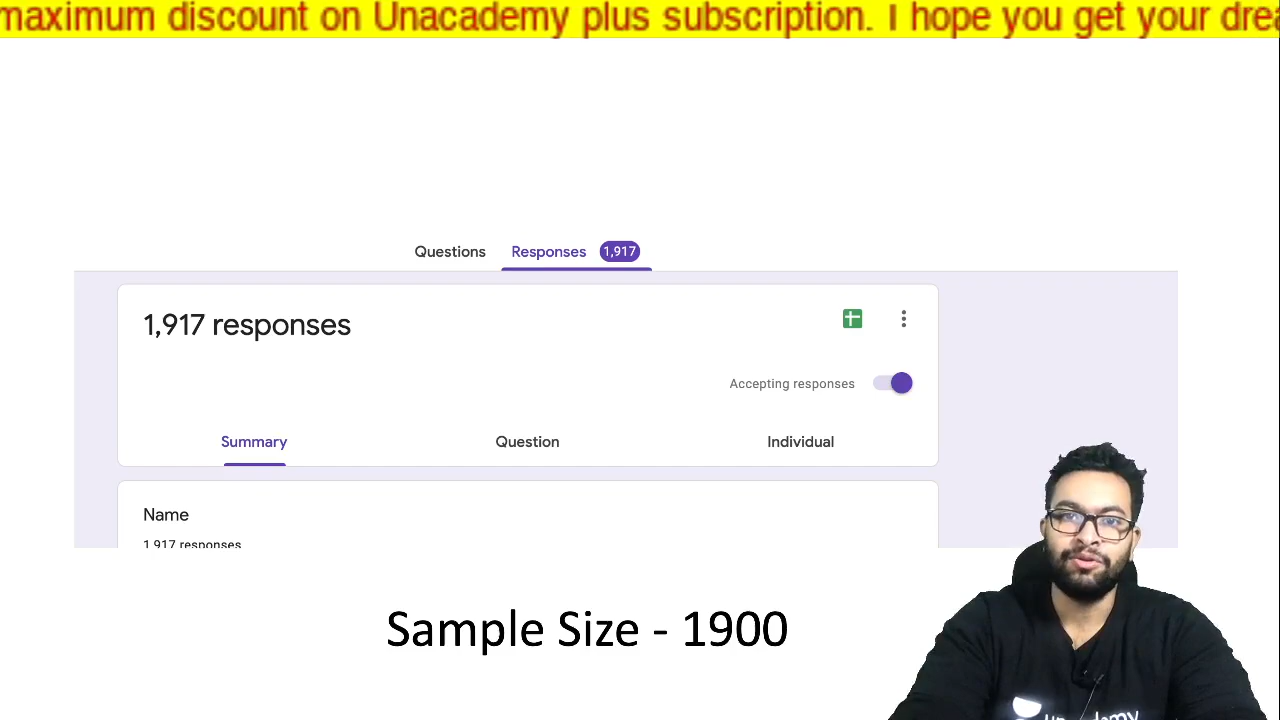 maximum discount on Unacademy plus subscription. I hope you get your
Questions Responses 1,917
1,917 responses
Accepting responses
Summary Question Individual
Name
1,917 responses
Sample Size - 1900
unacademy